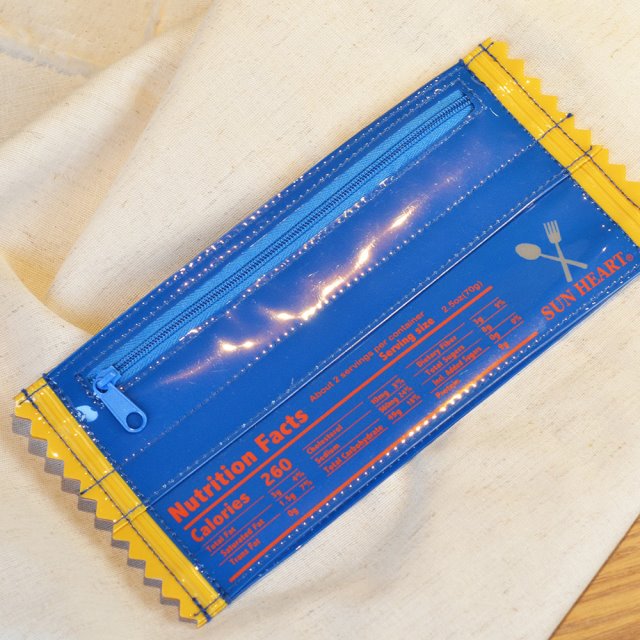 About 2 servings per container
Serving size 2.5oz(70g)
Nutrition Facts
Calories 260
Total Fat
Saturated Fat
Trans Fat 0g
Cholesterol
Sodium
Total Carbohydrate
Dietary Fiber
Total Sugars
Protein
SUN HEART